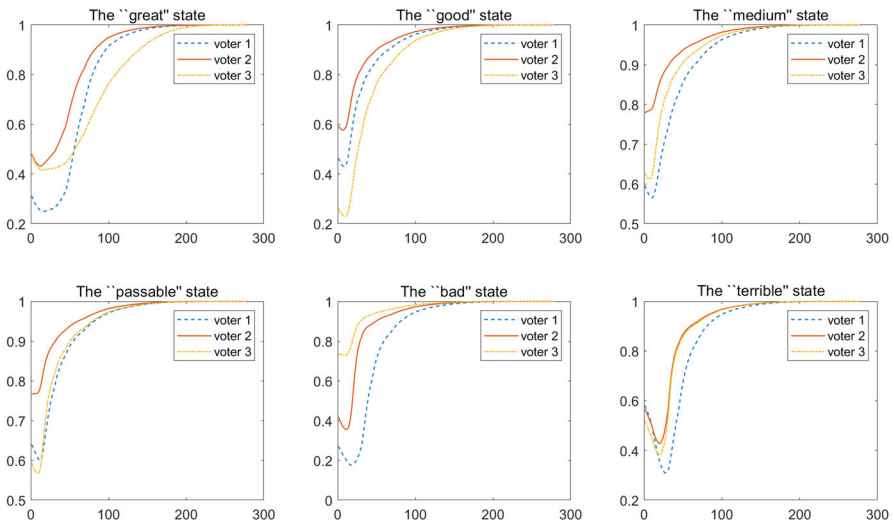 The ``great'' state
1
0.8
0.6
0.4
0.2
0 100 200 300
voter 1
voter 2
voter 3
The ``good'' state
1
0.8
0.6
0.4
0.2
0 100 200 300
voter 1
voter 2
voter 3
The ``medium'' state
1
0.9
0.8
0.7
0.6
0.5
0 100 200 300
voter 1
voter 2
voter 3
The ``passable'' state
1
0.9
0.8
0.7
0.6
0.5
0 100 200 300
voter 1
voter 2
voter 3
The ``bad'' state
1
0.8
0.6
0.4
0.2
0
0 100 200 300
voter 1
voter 2
voter 3
The ``terrible'' state
1
0.8
0.6
0.4
0.2
0 100 200 300
voter 1
voter 2
voter 3